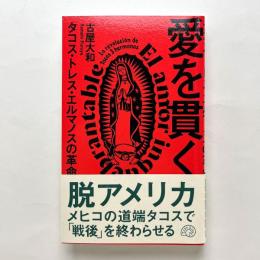 愛を貫く
古屋大和
タコス・トレス・エルマノスの革命
La revolución de
tacos 3 hermanos
El amor inquebrantable
脱アメリカ
メヒコの道端タコスで
「戦後」を終わらせる